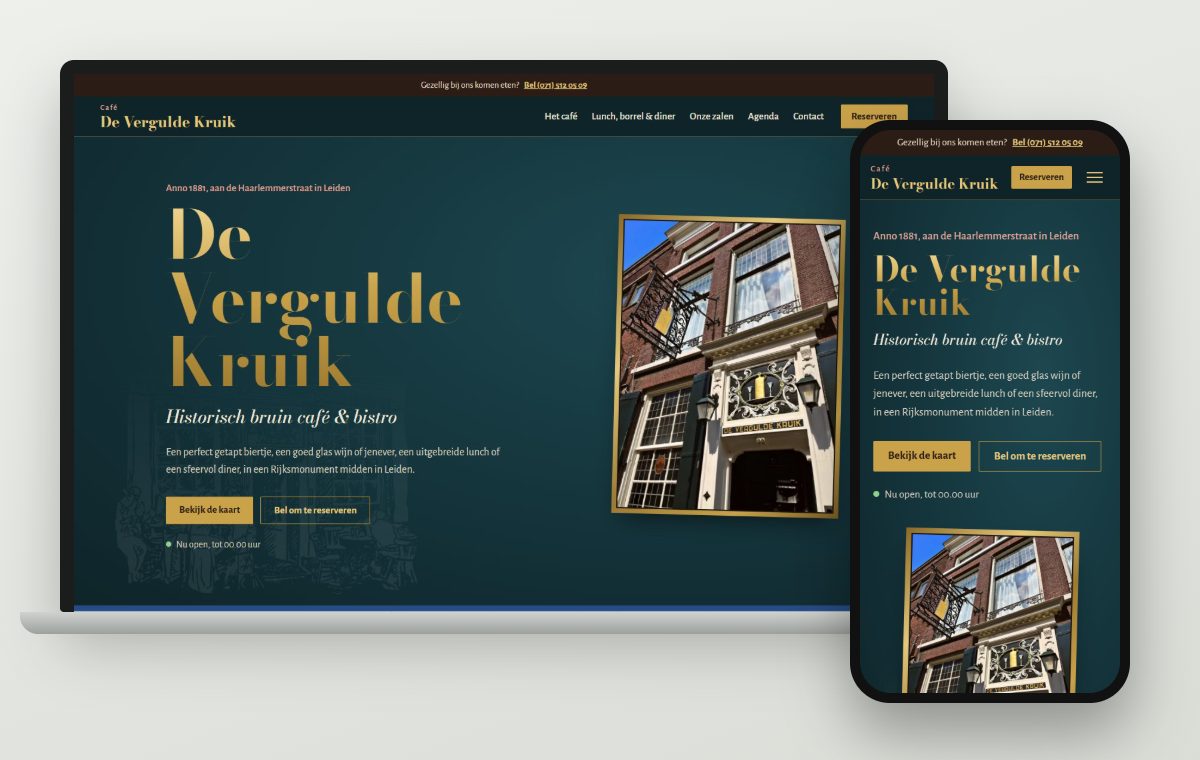 Gezellig bij ons komen eten? Bel (071) 512 05 09
Café
De Vergulde Kruik
Het café Lunch, borrel & diner Onze zalen Agenda Contact Reserveren
Anno 1881, aan de Haarlemmerstraat in Leiden
De
Vergulde
Kruik
Historisch bruin café & bistro
Een perfect getapt biertje, een goed glas wijn of jenever, een uitgebreide lunch of
een sfeervol diner, in een Rijksmonument midden in Leiden.
Bekijk de kaart Bel om te reserveren
Nu open, tot 00.00 uur
DE VERGULDE KRUIK
Gezellig bij ons komen eten? Bel (071) 512 05 09
Café
De Vergulde Kruik
Reserveren
Anno 1881, aan de Haarlemmerstraat in Leiden
De Vergulde
Kruik
Historisch bruin café & bistro
Een perfect getapt biertje, een goed glas wijn of
jenever, een uitgebreide lunch of een sfeervol diner,
in een Rijksmonument midden in Leiden.
Bekijk de kaart Bel om te reserveren
Nu open, tot 00.00 uur
DE VERGULDE KRUIK